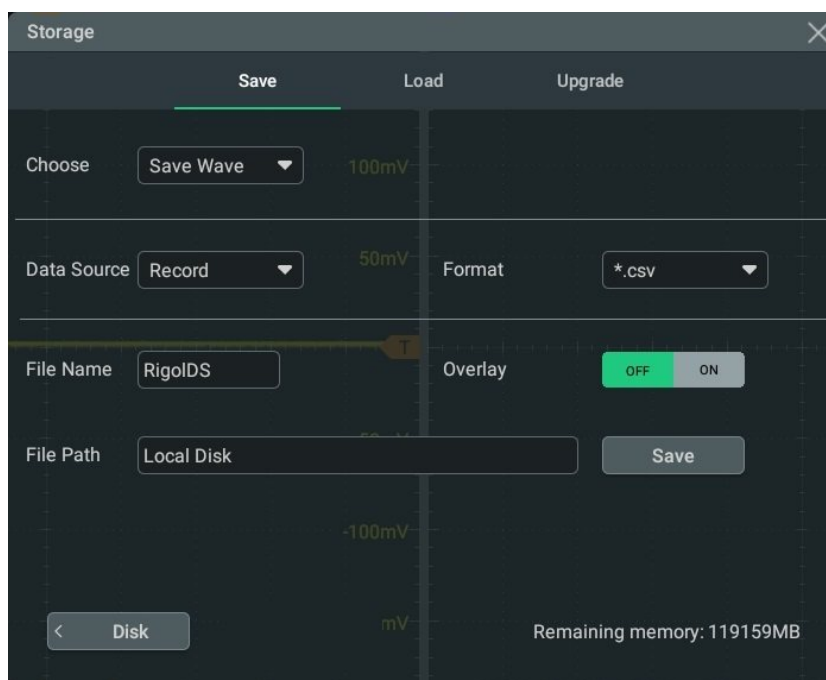 Storage
Save Load Upgrade
Choose Save Wave 100mV
Data Source Record 50mV Format *.csv
T
File Name RigolDS Overlay OFF ON
File Path Local Disk Save
-100mV
mV
< Disk Remaining memory: 119159MB